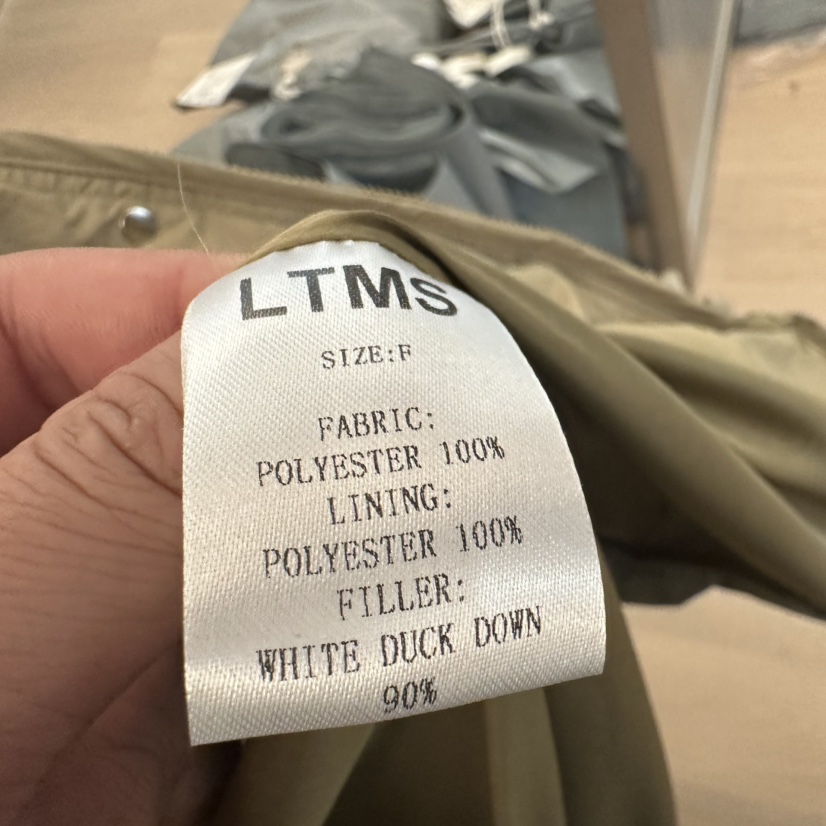 LTMS
SIZE:F
FABRIC:
POLYESTER 100%
LINING:
POLYESTER 100%
FILLER:
WHITE DUCK DOWN
90%